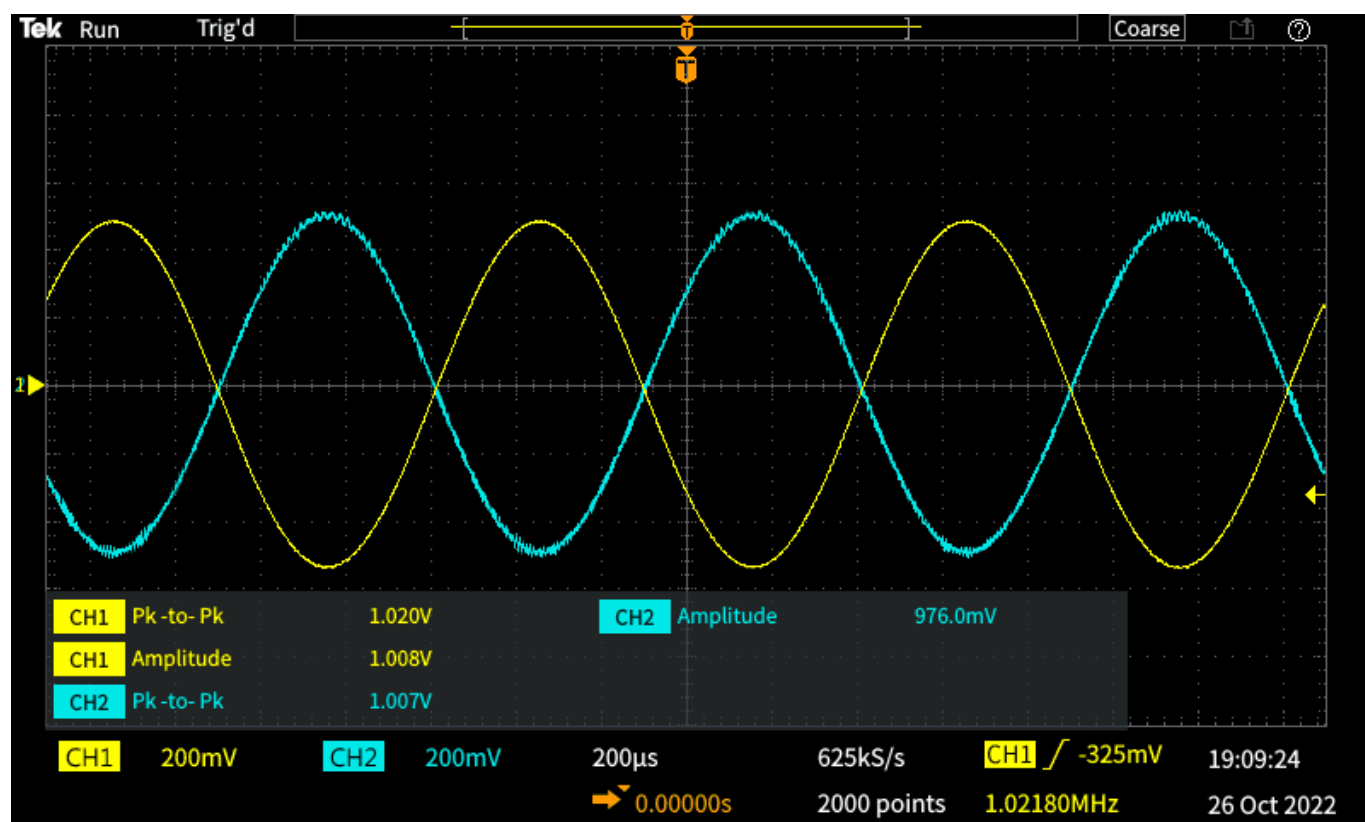 Tek Run Trig'd T Coarse ?
T
CH1 Pk-to-Pk 1.020V CH2 Amplitude 976.0mV
CH1 Amplitude 1.008V
CH2 Pk-to-Pk 1.007V
CH1 200mV CH2 200mV 200µs 625kS/s CH1 -325mV 19:09:24
0.00000s 2000 points 1.02180MHz 26 Oct 2022